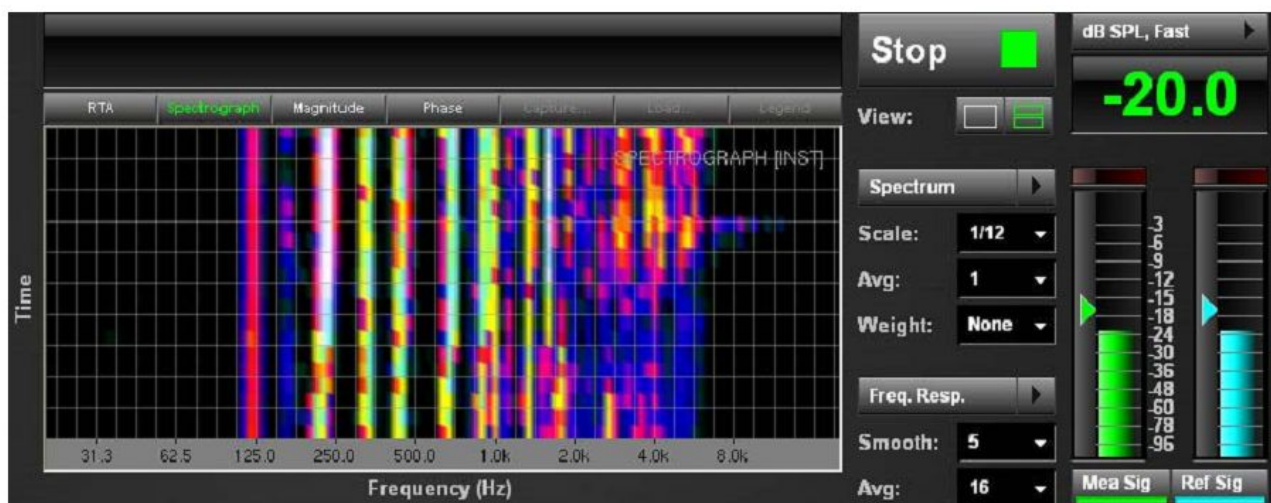 RTA Spectrograph Magnitude Phase Capture... Load... Legend
SPECTROGRAPH [INST]
Time
31.3 62.5 125.0 250.0 500.0 1.0k 2.0k 4.0k 8.0k
Frequency (Hz)
Stop
View:
Spectrum
Scale: 1/12
Avg: 1
Weight: None
Freq. Resp.
Smooth: 5
Avg: 16
dB SPL, Fast
-20.0
-3
-6
-9
-12
-15
-18
-24
-30
-36
-48
-60
-78
-96
Mea Sig Ref Sig